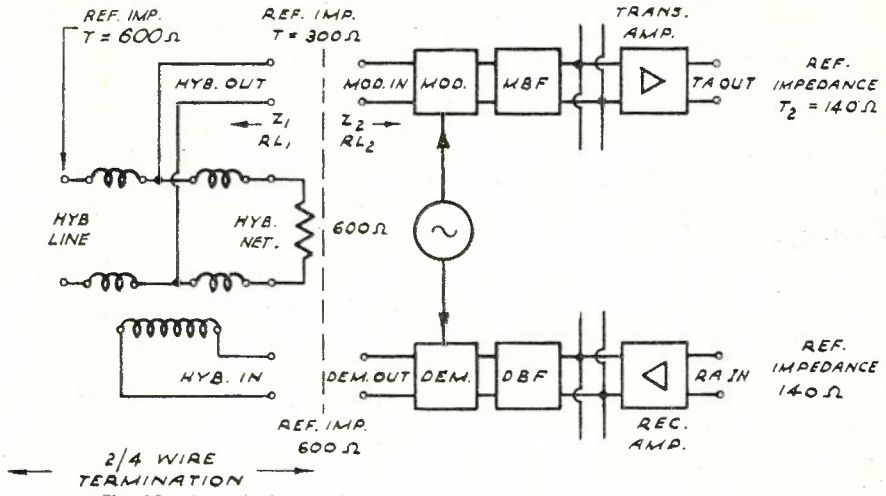 REF. IMP.
T = 600Ω
REF. IMP.
T = 300Ω
TRANS.
AMP.
HYB. OUT
MOD. IN
MOD.
MBF
TA OUT
REF.
IMPEDANCE
T2 = 140Ω
Z1
RL1
Z2
RL2
HYB
LINE
HYB.
NET.
600Ω
HYB. IN
DEM. OUT
DEM.
DBF
RA IN
REF.
IMPEDANCE
140Ω
REC.
AMP.
REF. IMP.
600Ω
2/4 WIRE
TERMINATION